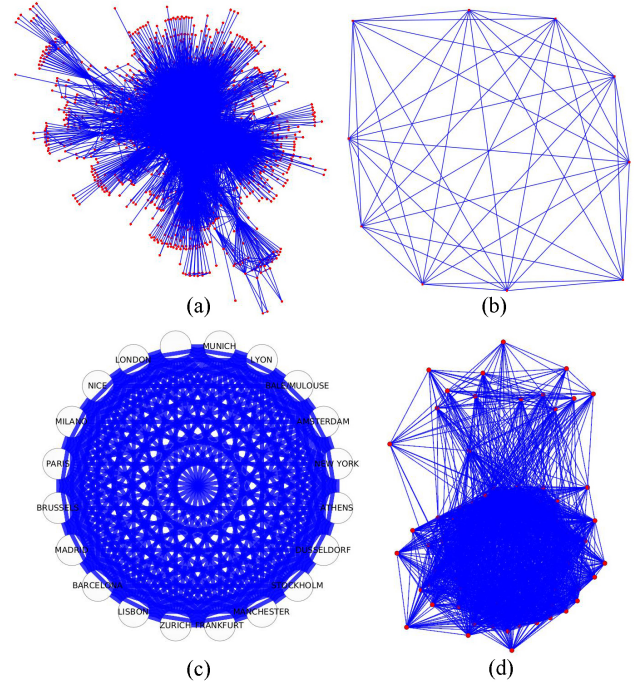 (a)
(b)
MUNICH
LONDON
LYON
NICE
BALE/MULOUSE
MILANO
AMSTERDAM
PARIS
NEW YORK
BRUSSELS
ATHENS
MADRID
DUSSELDORF
BARCELONA
STOCKHOLM
LISBON
MANCHESTER
ZURICH
FRANKFURT
(c)
(d)